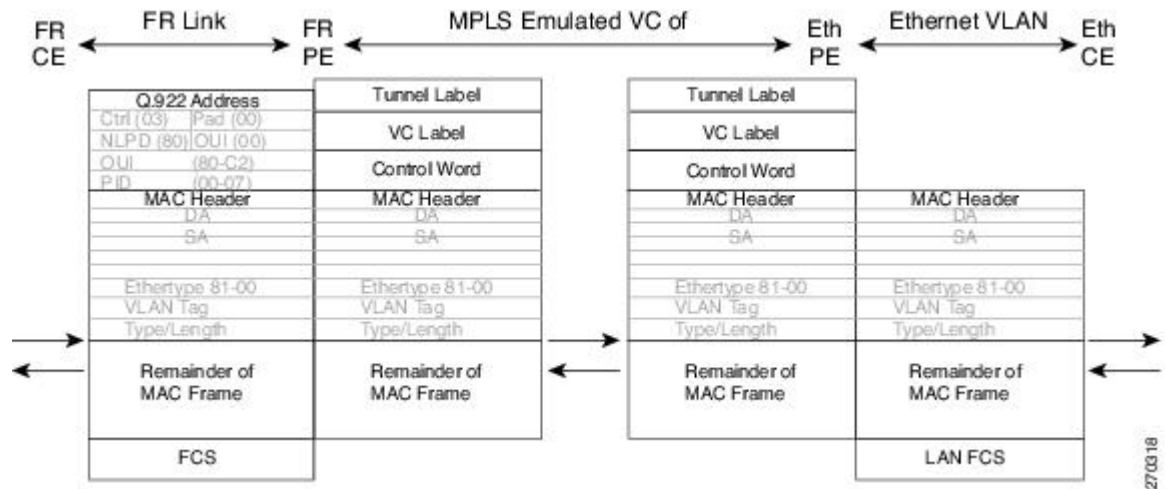 FR CE
FR Link
FR PE
MPLS Emulated VC of
Eth PE
Ethernet VLAN
Eth CE
Q.922 Address
Ctrl (03) Pad (00)
NLPD (80) OUI (00)
OUI (80-C2)
PID (00-07)
MAC Header
DA
SA
Ethertype 81-00
VLAN Tag
Type/Length
Remainder of
MAC Frame
FCS
Tunnel Label
VC Label
Control Word
MAC Header
DA
SA
Ethertype 81-00
VLAN Tag
Type/Length
Remainder of
MAC Frame
Tunnel Label
VC Label
Control Word
MAC Header
DA
SA
Ethertype 81-00
VLAN Tag
Type/Length
Remainder of
MAC Frame
MAC Header
DA
SA
Ethertype 81-00
VLAN Tag
Type/Length
Remainder of
MAC Frame
LAN FCS
270318